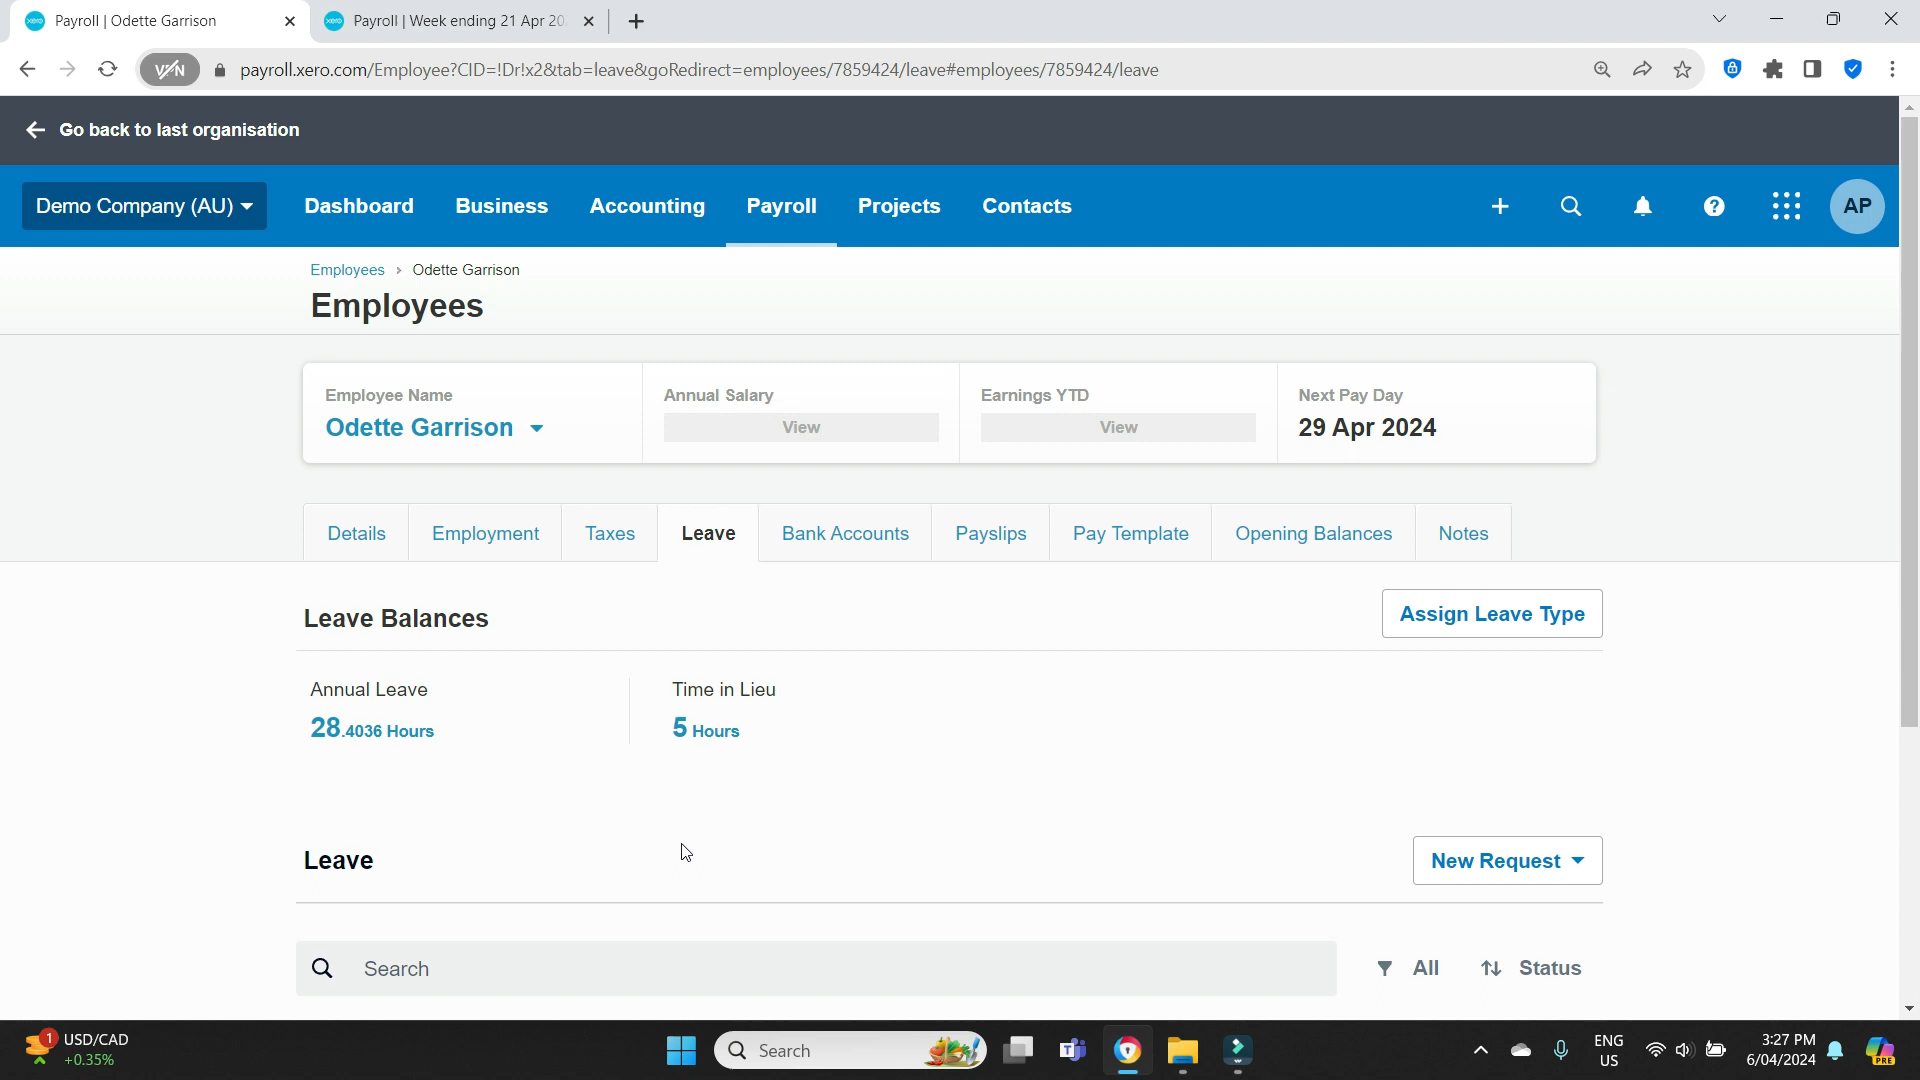 Payroll | Odette Garrison
Payroll | Week ending 21 Apr 20
VPN
payroll.xero.com/Employee?CID=!Dr!x2&tab=leave&goRedirect=employees/7859424/leave#employees/7859424/leave
Go back to last organisation
Demo Company (AU)
Dashboard
Business
Accounting
Payroll
Projects
Contacts
AP
Employees > Odette Garrison
Employees
Employee Name
Odette Garrison
Annual Salary
View
Earnings YTD
View
Next Pay Day
29 Apr 2024
Details
Employment
Taxes
Leave
Bank Accounts
Payslips
Pay Template
Opening Balances
Notes
Leave Balances
Assign Leave Type
Annual Leave
28.4036 Hours
Time in Lieu
5 Hours
Leave
New Request
Search
All
Status
1
USD/CAD
+0.35%
Search
ENG
US
3:27 PM
6/04/2024
PRE